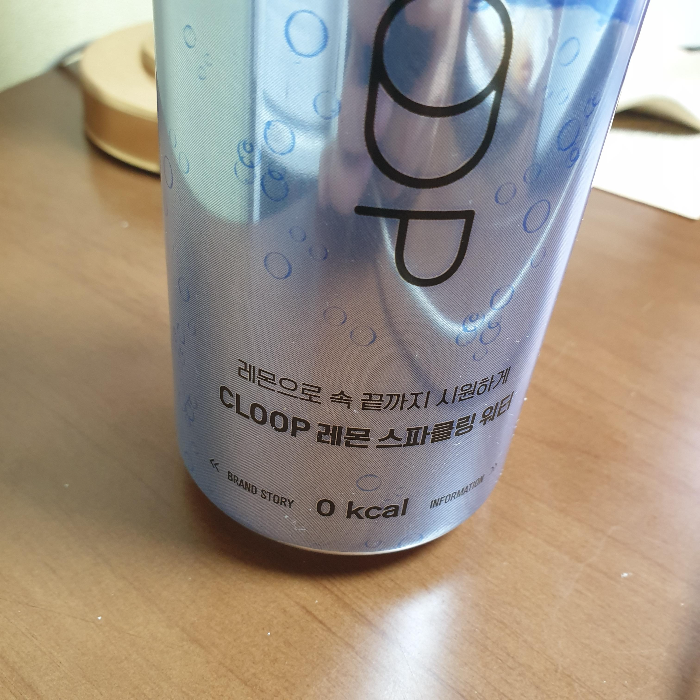 OOP
레몬으로 속 끝까지 시원하게
CLOOP 레몬 스파클링 워터
<< BRAND STORY
0 kcal
INFORMATION >>